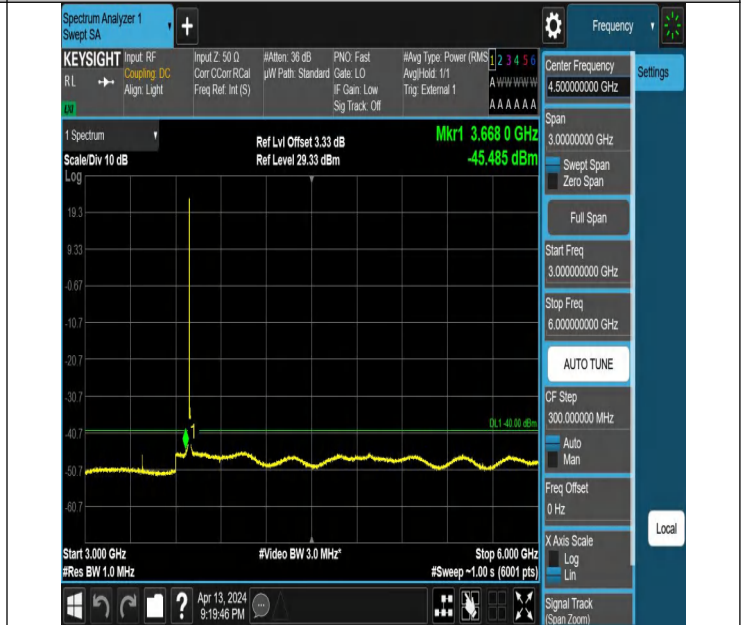 Spectrum Analyzer 1
Swept SA
+
Frequency
KEYSIGHT
RL
LXI
Input: RF
Coupling: DC
Align: Light
Input Z: 50 Ω
Corr CCorr RCal
Freq Ref: Int (S)
#Atten: 36 dB
µW Path: Standard
PNO: Fast
Gate: LO
IF Gain: Low
Sig Track: Off
#Avg Type: Power (RMS
Avg|Hold: 1/1
Trig: External 1
1 2 3 4 5 6
A W W W W W
A A A A A A
Center Frequency
4.500000000 GHz
Settings
Span
3.00000000 GHz
Swept Span
Zero Span
Full Span
Start Freq
3.000000000 GHz
Stop Freq
6.000000000 GHz
AUTO TUNE
CF Step
300.000000 MHz
Auto
Man
Freq Offset
0 Hz
X Axis Scale
Log
Lin
Signal Track
(Span Zoom)
Local
1 Spectrum
Scale/Div 10 dB
Log
Ref Lvl Offset 3.33 dB
Ref Level 29.33 dBm
Mkr1 3.668 0 GHz
-45.485 dBm
19.3
9.33
-0.67
-10.7
-20.7
-30.7
-40.7
-50.7
-60.7
DL1 -40.00 dBm
1
Start 3.000 GHz
#Res BW 1.0 MHz
#Video BW 3.0 MHz*
Stop 6.000 GHz
#Sweep ~1.00 s (6001 pts)
?
Apr 13, 2024
9:19:46 PM